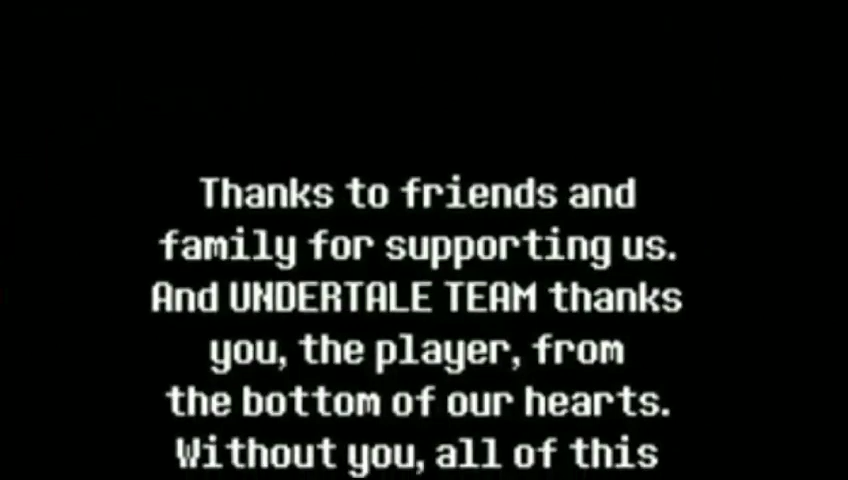 Thanks to friends and
family for supporting us.
And UNDERTALE TEAM thanks
you, the player, from
the bottom of our hearts.
Without you, all of this